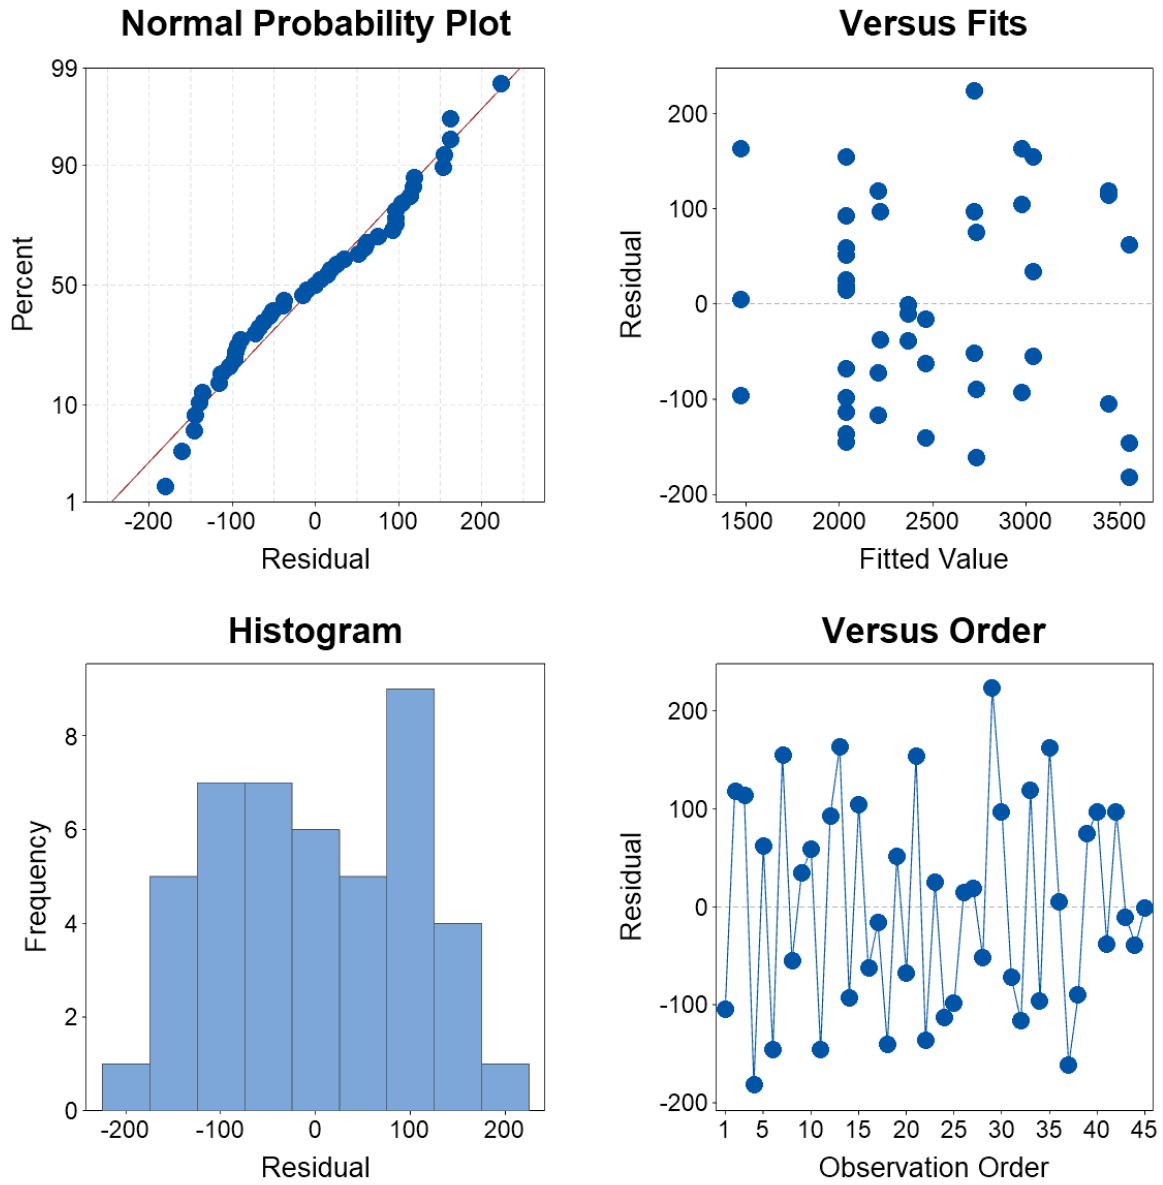 Normal Probability Plot
99
90
50
10
1
Percent
-200 -100 0 100 200
Residual
Versus Fits
200
100
0
-100
-200
Residual
1500 2000 2500 3000 3500
Fitted Value
Histogram
8
6
4
2
0
Frequency
-200 -100 0 100 200
Residual
Versus Order
200
100
0
-100
-200
Residual
1 5 10 15 20 25 30 35 40 45
Observation Order